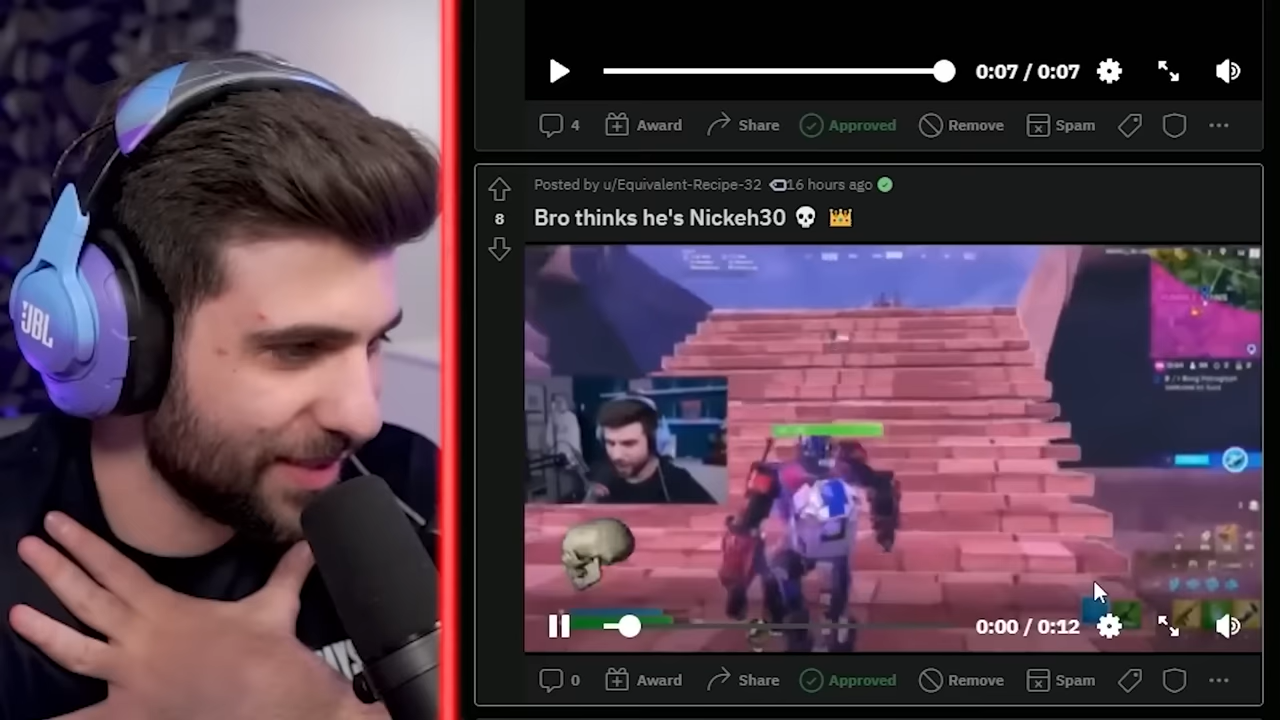 JBL
0:07 / 0:07
4 Award Share Approved Remove Spam
Posted by u/Equivalent-Recipe-32 16 hours ago
8
Bro thinks he's Nickeh30 💀 👑
0:00 / 0:12
0 Award Share Approved Remove Spam